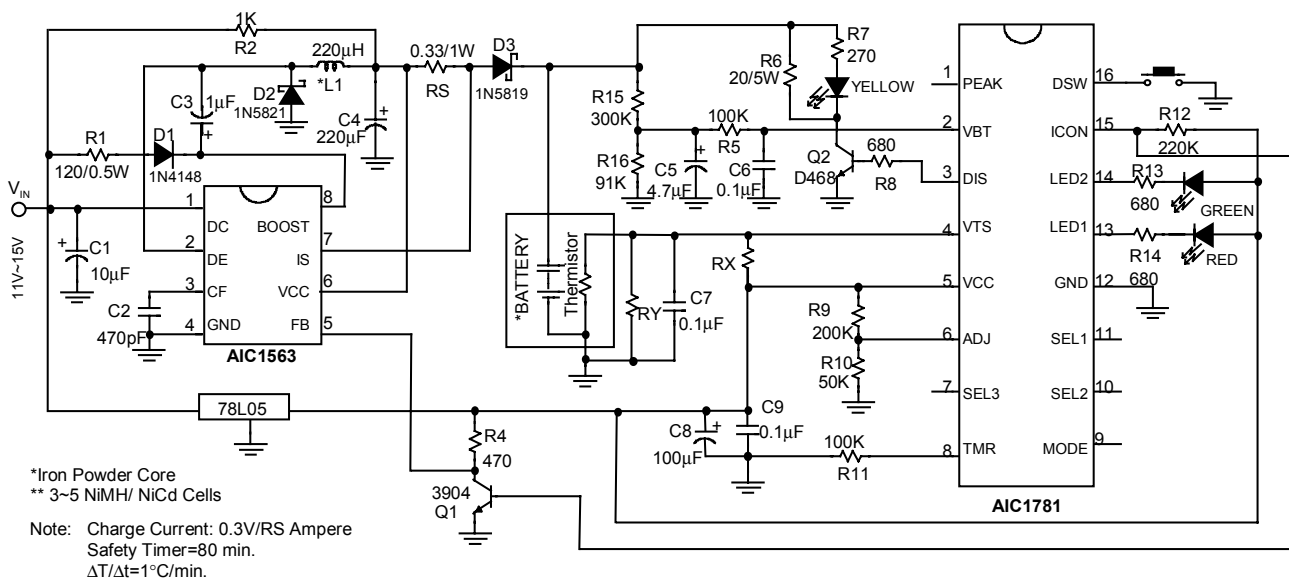 1K
R2
220µH
*L1
0.33/1W
RS
D3
1N5819
D2
1N5821
C3
1µF
C4
220µF
+
+
R1
120/0.5W
D1
1N4148
VIN
11V~15V
+
C1
10µF
C2
470pF
1
DC
2
DE
3
CF
4
GND
8
BOOST
7
IS
6
VCC
5
FB
AIC1563
78L05
R4
470
3904
Q1
*BATTERY
Thermistor
R15
300K
R16
91K
100K
R5
+
C5
4.7µF
C6
0.1µF
R6
20/5W
R7
270
YELLOW
Q2
D468
680
R8
RX
RY
C7
0.1µF
R9
200K
R10
50K
C8
100µF
+
C9
0.1µF
100K
R11
1
PEAK
2
VBT
3
DIS
4
VTS
5
VCC
6
ADJ
7
SEL3
8
TMR
16
DSW
15
ICON
14
LED2
13
LED1
12
GND
11
SEL1
10
SEL2
9
MODE
AIC1781
R12
220K
R13
680
GREEN
R14
680
RED
*Iron Powder Core
** 3~5 NiMH/ NiCd Cells
Note: Charge Current: 0.3V/RS Ampere
Safety Timer=80 min.
ΔT/Δt=1°C/min.